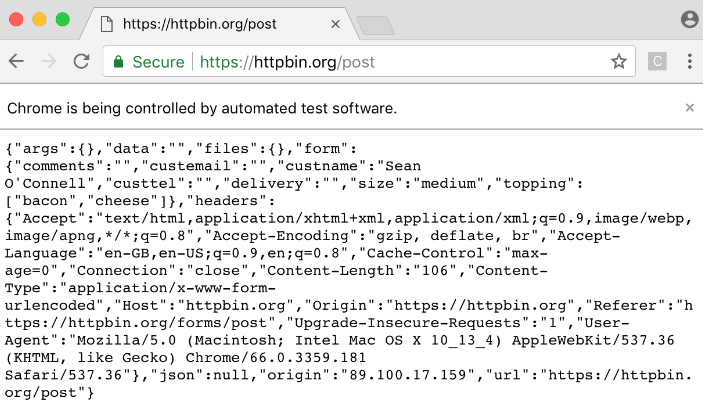 https://httpbin.org/post
Secure https://httpbin.org/post C
Chrome is being controlled by automated test software.
{"args":{},"data":"","files":{},"form":
{"comments":"","custemail":"","custname":"Sean
O'Connell","custtel":"","delivery":"","size":"medium","topping":
["bacon","cheese"]},"headers":
{"Accept":"text/html,application/xhtml+xml,application/xml;q=0.9,image/webp,
image/apng,*/*;q=0.8","Accept-Encoding":"gzip, deflate, br","Accept-
Language":"en-GB,en-US;q=0.9,en;q=0.8","Cache-Control":"max-
age=0","Connection":"close","Content-Length":"106","Content-
Type":"application/x-www-form-
urlencoded","Host":"httpbin.org","Origin":"https://httpbin.org","Referer":"h
ttps://httpbin.org/forms/post","Upgrade-Insecure-Requests":"1","User-
Agent":"Mozilla/5.0 (Macintosh; Intel Mac OS X 10_13_4) AppleWebKit/537.36
(KHTML, like Gecko) Chrome/66.0.3359.181
Safari/537.36"},"json":null,"origin":"89.100.17.159","url":"https://httpbin.
org/post"}